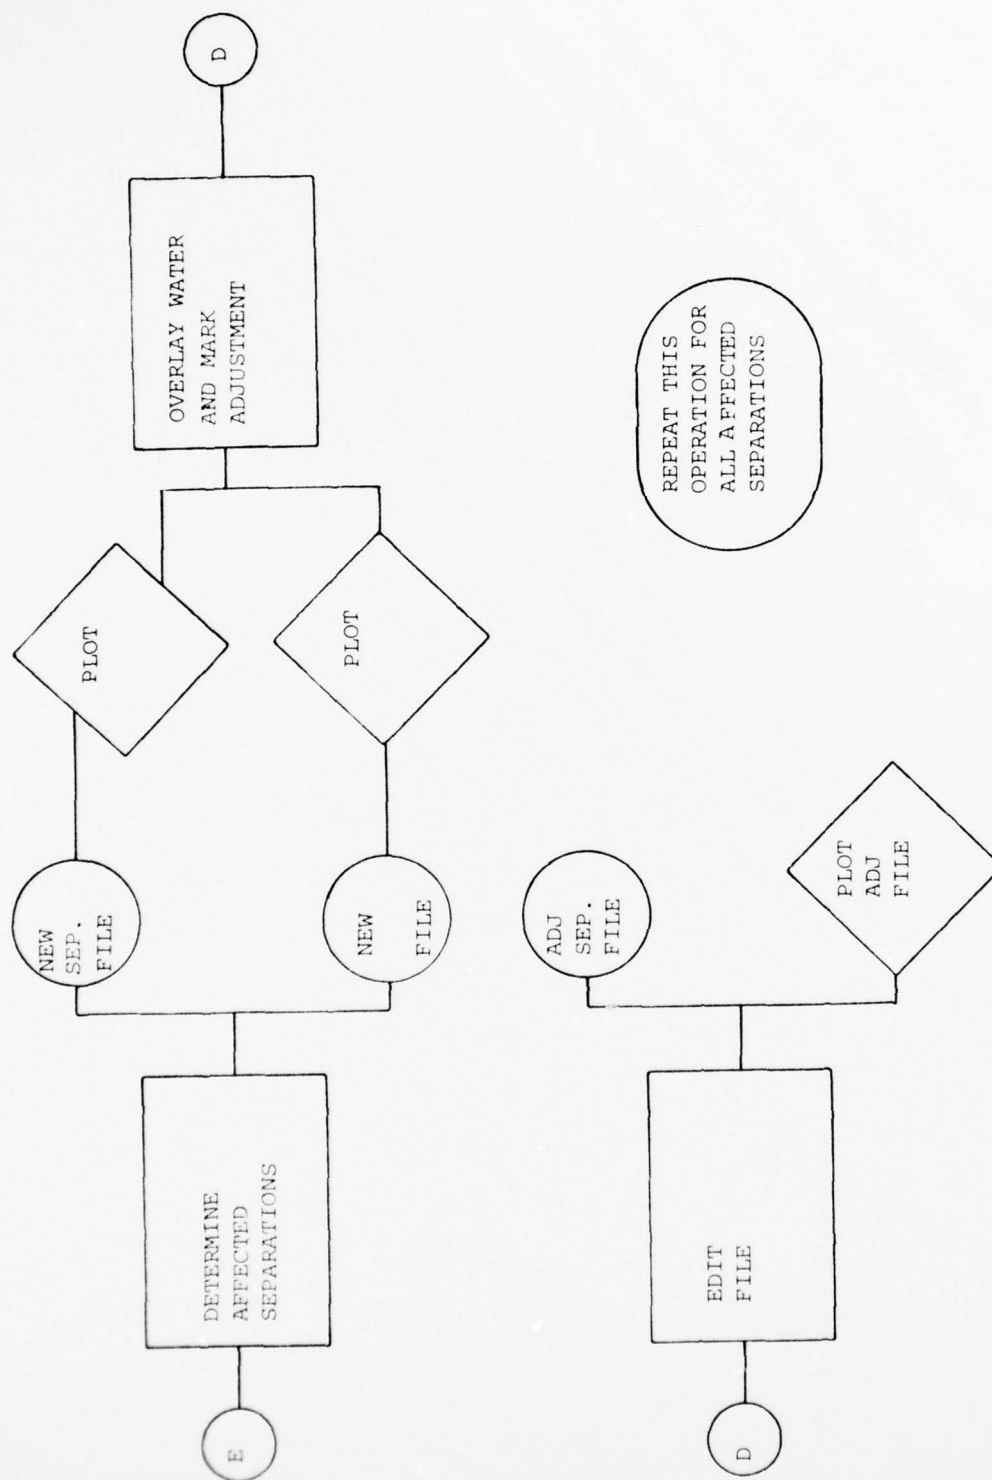 E
DETERMINE
AFFECTED
SEPARATIONS
NEW
SEP.
FILE
NEW
FILE
PLOT
PLOT
OVERLAY WATER
AND MARK
ADJUSTMENT
D
D
EDIT
FILE
ADJ
SEP.
FILE
PLOT
ADJ
FILE
REPEAT THIS
OPERATION FOR
ALL AFFECTED
SEPARATIONS